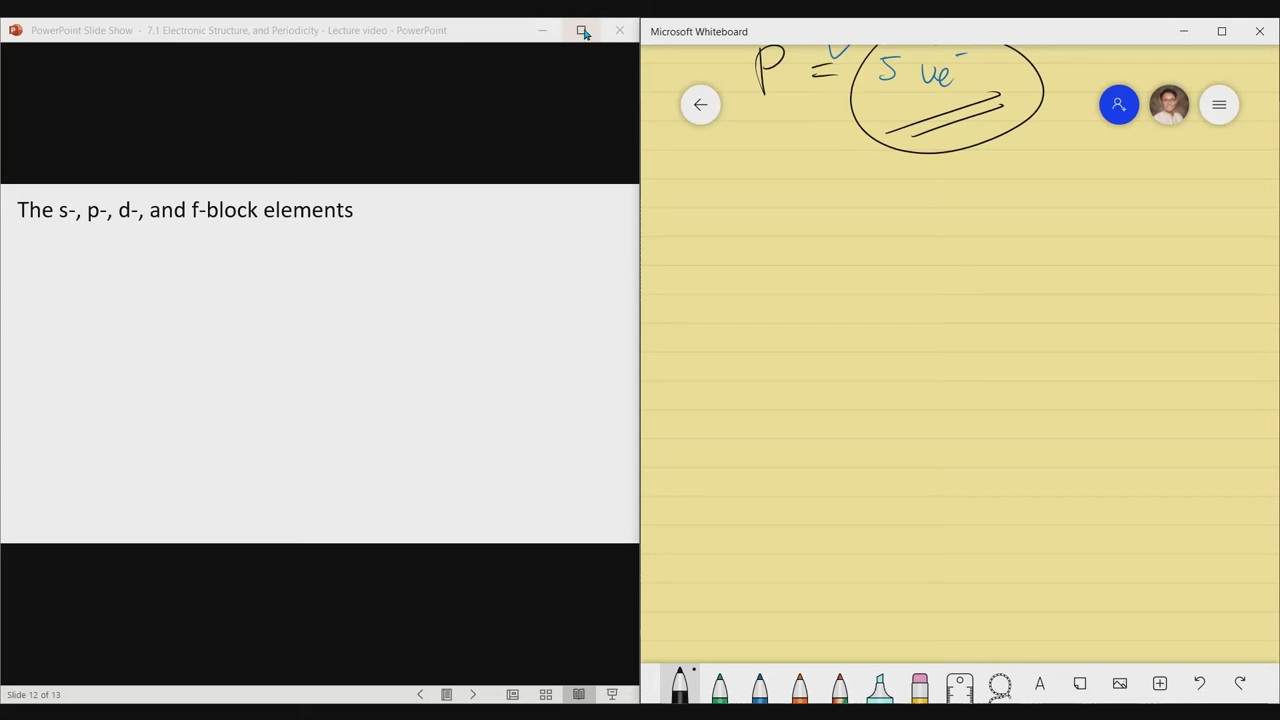 PowerPoint Slide Show - 7.1 Electronic Structure, and Periodicity - Lecture video - PowerPoint
The s-, p-, d-, and f-block elements
Slide 12 of 13
Microsoft Whiteboard
P = 5 ve⁻
A